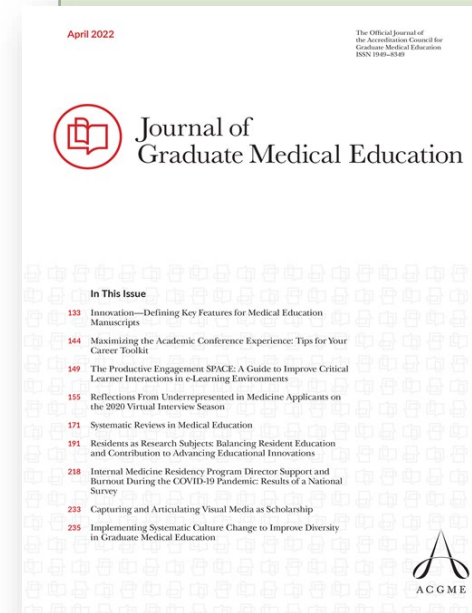 April 2022
The Official Journal of
the Accreditation Council for
Graduate Medical Education
ISSN 1949–8349
Journal of
Graduate Medical Education
In This Issue
133 Innovation—Defining Key Features for Medical Education
Manuscripts
144 Maximizing the Academic Conference Experience: Tips for Your
Career Toolkit
149 The Productive Engagement SPACE: A Guide to Improve Critical
Learner Interactions in e-Learning Environments
155 Reflections From Underrepresented in Medicine Applicants on
the 2020 Virtual Interview Season
171 Systematic Reviews in Medical Education
191 Residents as Research Subjects: Balancing Resident Education
and Contribution to Advancing Educational Innovations
218 Internal Medicine Residency Program Director Support and
Burnout During the COVID-19 Pandemic: Results of a National
Survey
233 Capturing and Articulating Visual Media as Scholarship
235 Implementing Systematic Culture Change to Improve Diversity
in Graduate Medical Education
ACGME